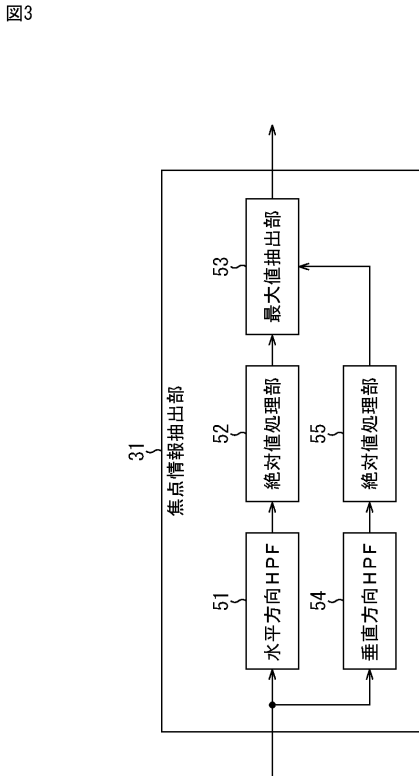 図3
31
焦点情報抽出部
51
水平方向HPF
52
絶対値処理部
53
最大値抽出部
54
垂直方向HPF
55
絶対値処理部